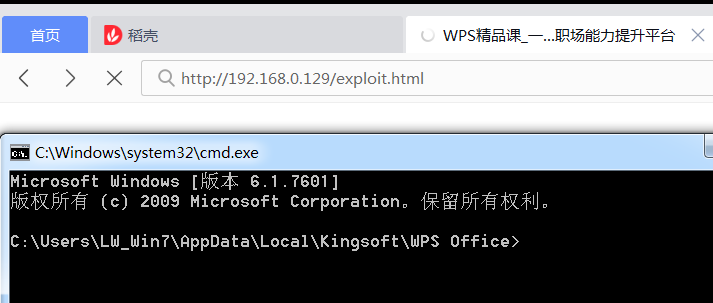 首页 稻壳 WPS精品课_一...职场能力提升平台
http://192.168.0.129/exploit.html
C:\Windows\system32\cmd.exe
Microsoft Windows [版本 6.1.7601]
版权所有 (c) 2009 Microsoft Corporation。保留所有权利。
C:\Users\LW_Win7\AppData\Local\Kingsoft\WPS Office>